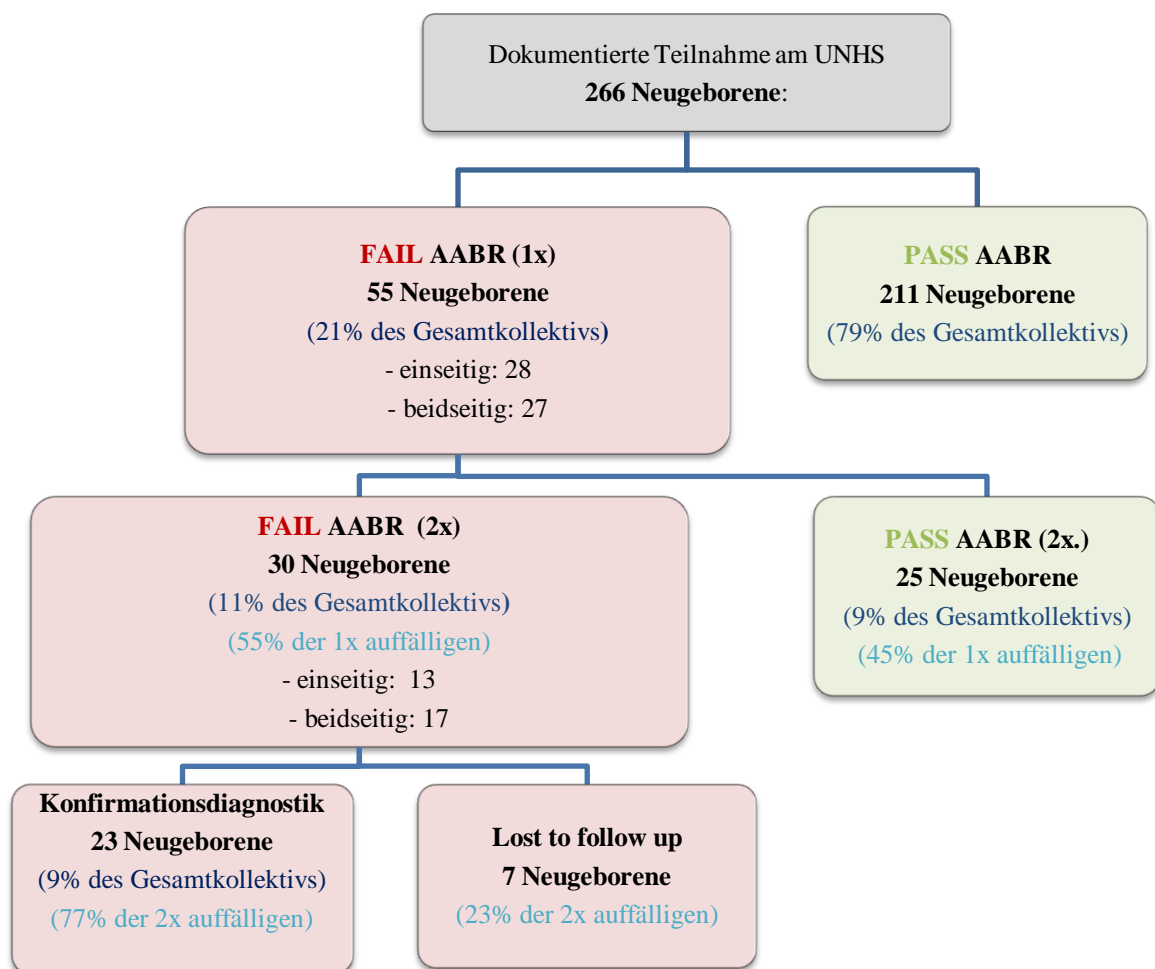 Dokumentierte Teilnahme am UNHS
266 Neugeborene:
FAIL AABR (1x)
55 Neugeborene
(21% des Gesamtkollektivs)
- einseitig: 28
- beidseitig: 27
PASS AABR
211 Neugeborene
(79% des Gesamtkollektivs)
FAIL AABR (2x)
30 Neugeborene
(11% des Gesamtkollektivs)
(55% der 1x auffälligen)
- einseitig: 13
- beidseitig: 17
PASS AABR (2x.)
25 Neugeborene
(9% des Gesamtkollektivs)
(45% der 1x auffälligen)
Konfirmationsdiagnostik
23 Neugeborene
(9% des Gesamtkollektivs)
(77% der 2x auffälligen)
Lost to follow up
7 Neugeborene
(23% der 2x auffälligen)